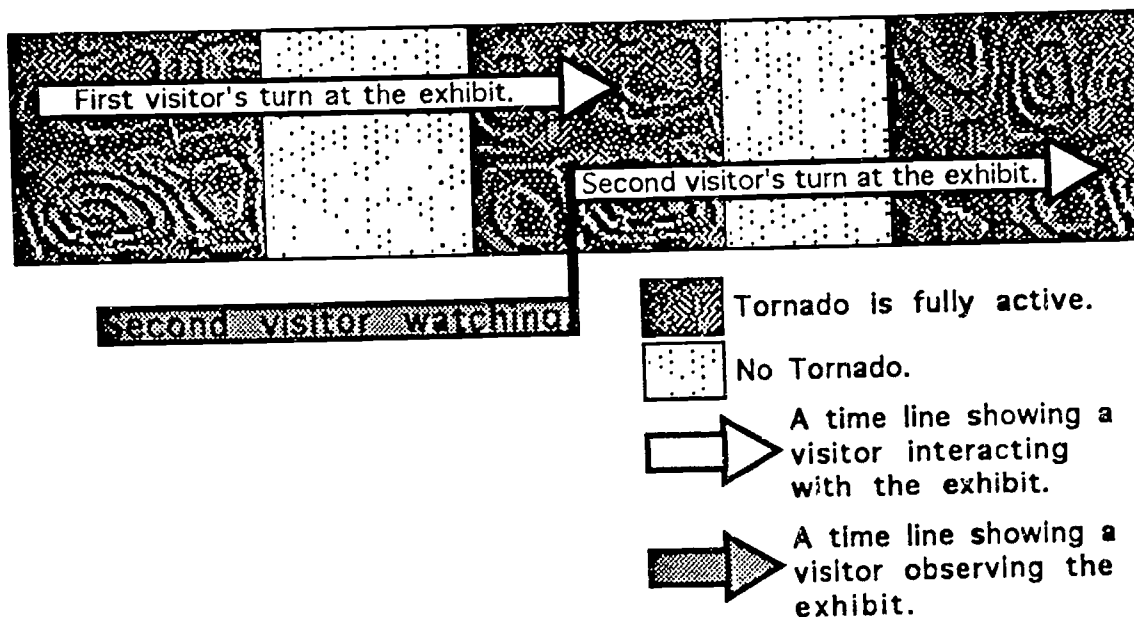 First visitor's turn at the exhibit.
Second visitor's turn at the exhibit.
Second visitor watching
Tornado is fully active.
No Tornado.
A time line showing a
visitor interacting
with the exhibit.
A time line showing a
visitor observing the
exhibit.